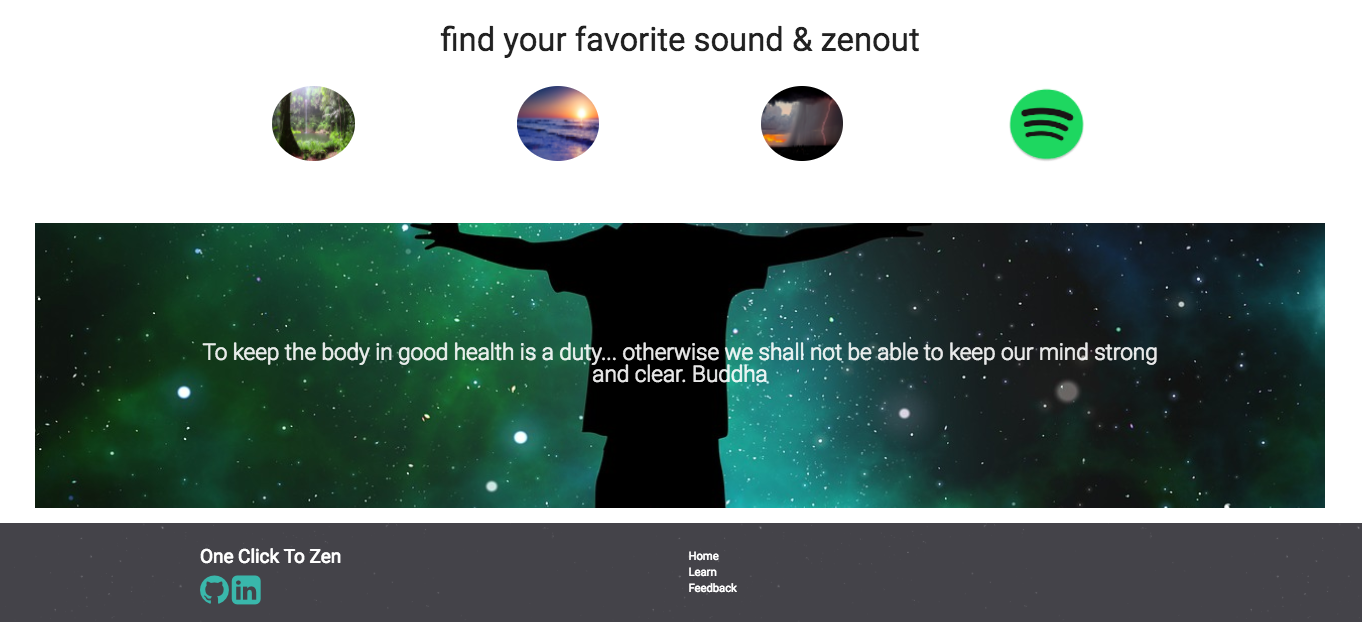 find your favorite sound & zenout
To keep the body in good health is a duty... otherwise we shall not be able to keep our mind strong
and clear. Buddha
One Click To Zen
Home
Learn
Feedback
in